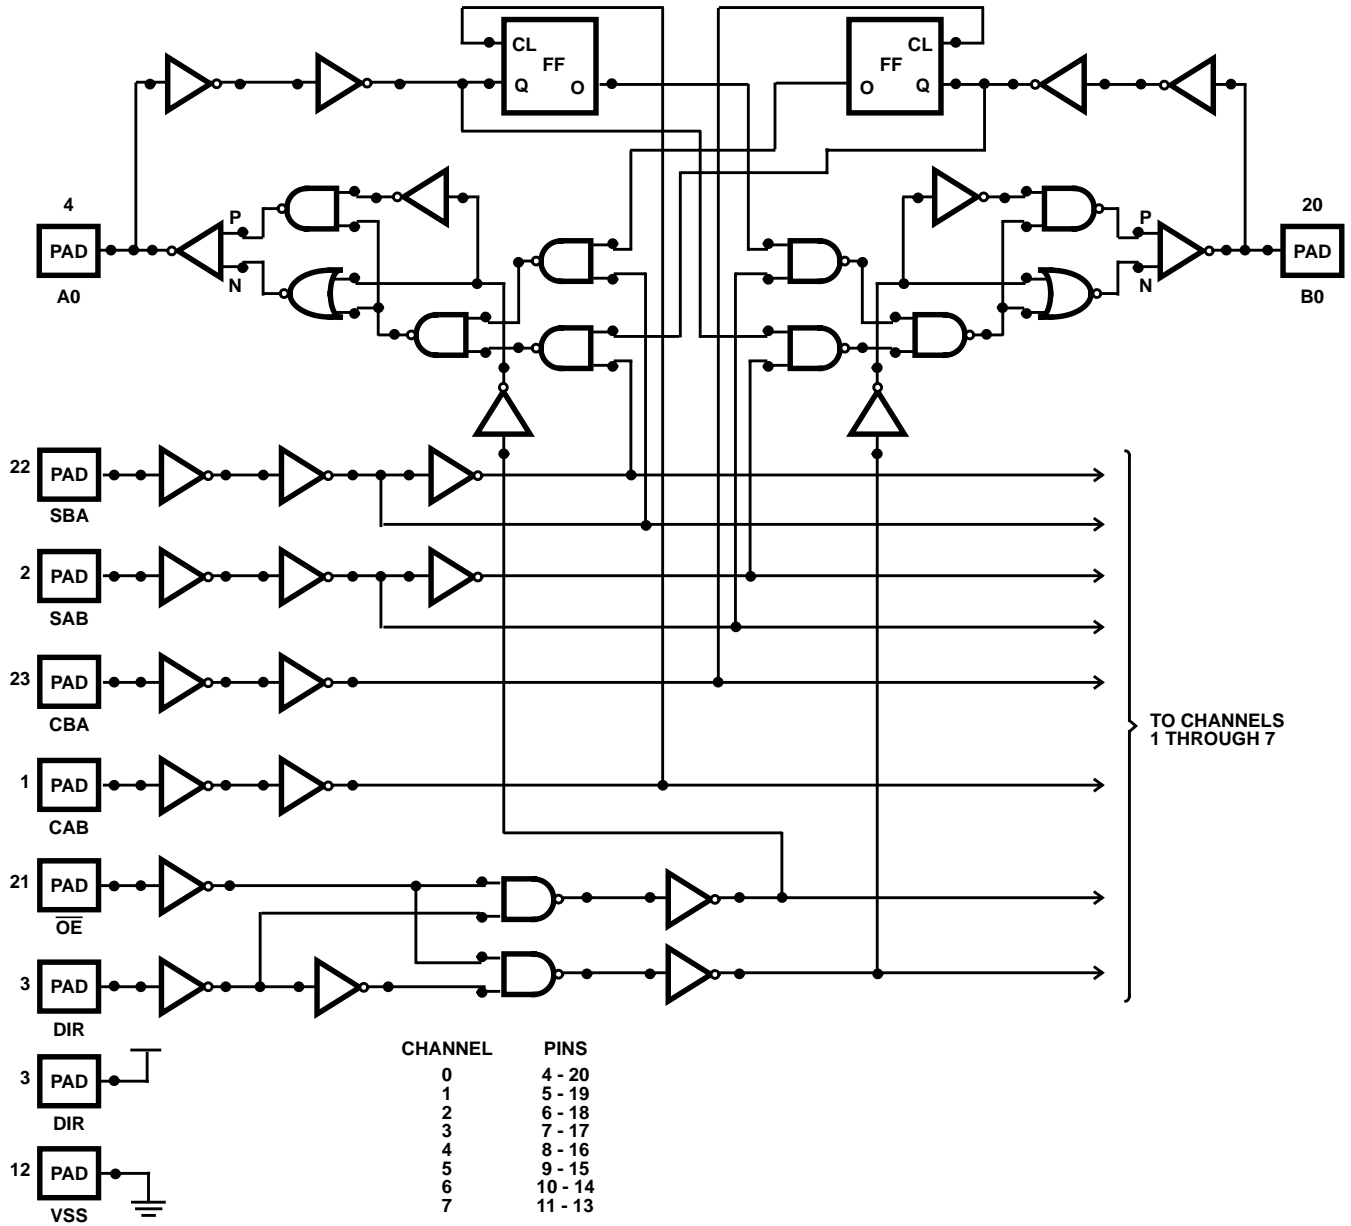 CL
FF
Q
O
CL
FF
O
Q
4
PAD
A0
P
N
P
N
20
PAD
B0
22
PAD
SBA
2
PAD
SAB
23
PAD
CBA
1
PAD
CAB
21
PAD
OE
3
PAD
DIR
3
PAD
DIR
12
PAD
VSS
TO CHANNELS
1 THROUGH 7
CHANNEL PINS
0 4 - 20
1 5 - 19
2 6 - 18
3 7 - 17
4 8 - 16
5 9 - 15
6 10 - 14
7 11 - 13